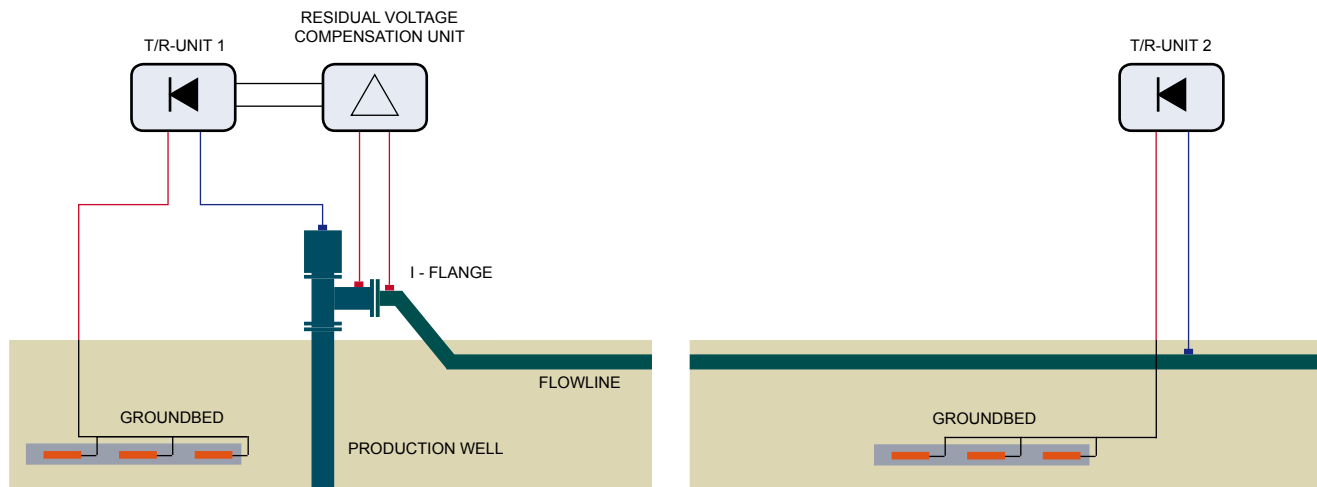 RESIDUAL VOLTAGE
COMPENSATION UNIT
T/R-UNIT 1
T/R-UNIT 2
I - FLANGE
FLOWLINE
GROUNDBED
GROUNDBED
PRODUCTION WELL